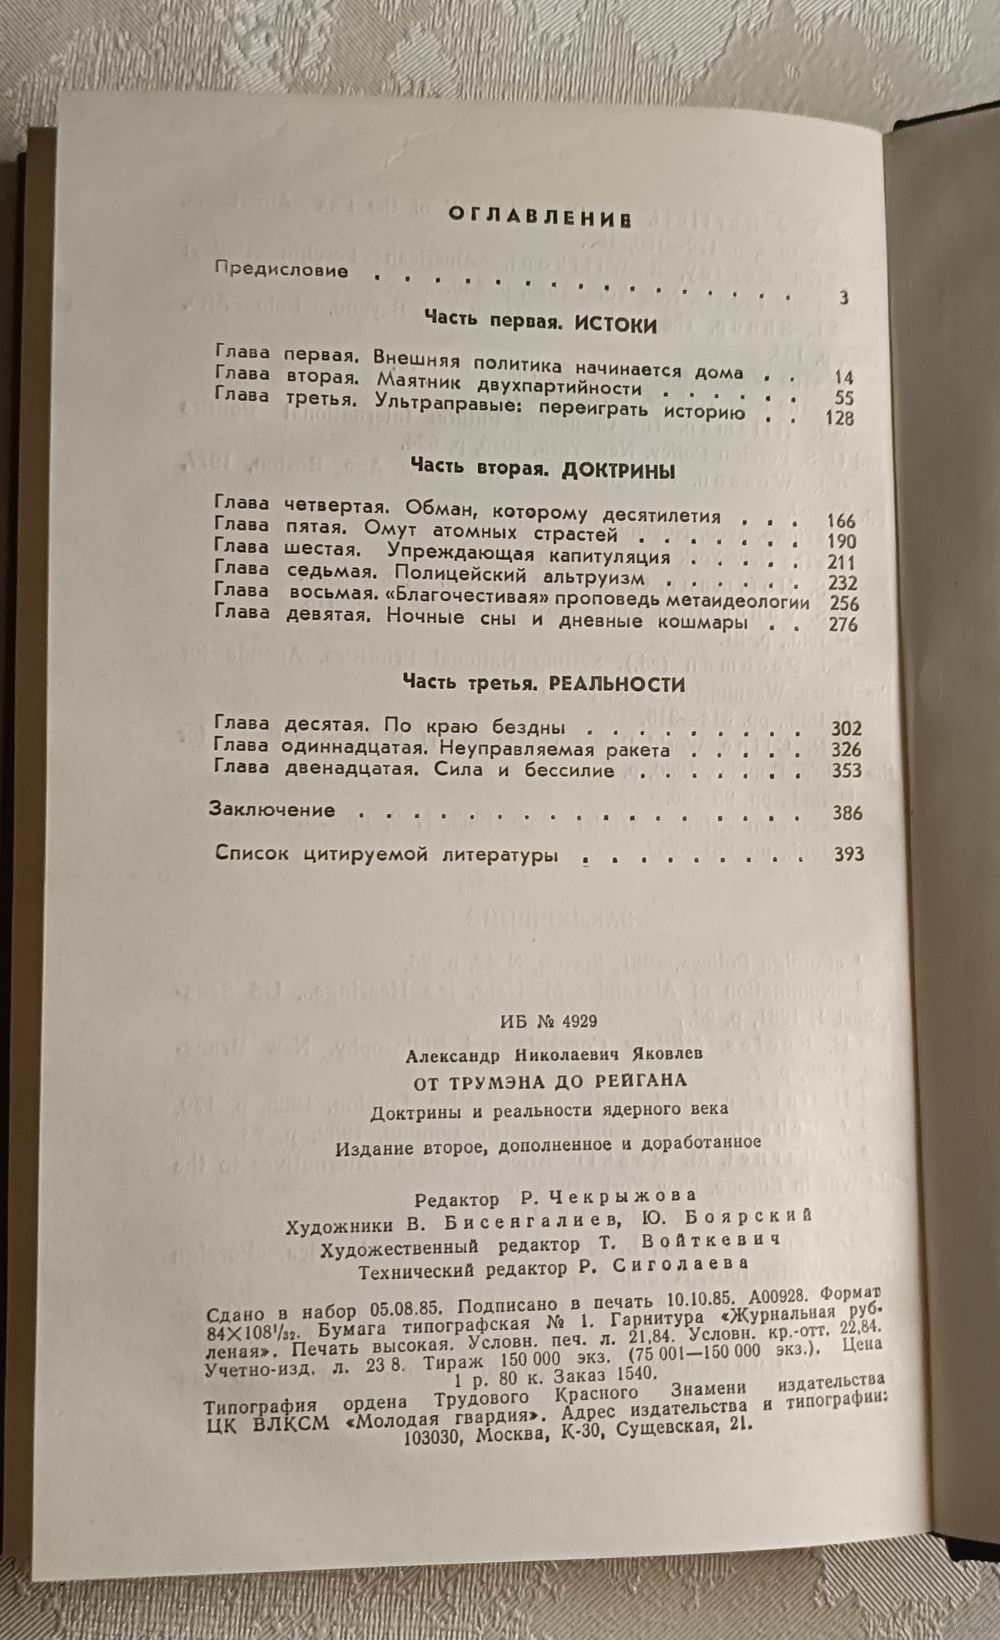 ОГЛАВЛЕНИЕ
Предисловие . . . . . . . . . . . . . . . . 3
Часть первая. ИСТОКИ
Глава первая. Внешняя политика начинается дома . . 14
Глава вторая. Маятник двухпартийности . . . . . . 55
Глава третья. Ультраправые: переиграть историю . . 128
Часть вторая. ДОКТРИНЫ
Глава четвертая. Обман, которому десятилетия . . . 166
Глава пятая. Омут атомных страстей . . . . . . . 190
Глава шестая. Упреждающая капитуляция . . . . . 211
Глава седьмая. Полицейский альтруизм . . . . . . 232
Глава восьмая. «Благочестивая» проповедь метаидеологии 256
Глава девятая. Ночные сны и дневные кошмары . . 276
Часть третья. РЕАЛЬНОСТИ
Глава десятая. По краю бездны . . . . . . . . . 302
Глава одиннадцатая. Неуправляемая ракета . . . . . 326
Глава двенадцатая. Сила и бессилие . . . . . . . 353
Заключение . . . . . . . . . . . . . . . . . 386
Список цитируемой литературы . . . . . . . . . 393
ИБ № 4929
Александр Николаевич Яковлев
ОТ ТРУМЭНА ДО РЕЙГАНА
Доктрины и реальности ядерного века
Издание второе, дополненное и доработанное
Редактор Р. Чекрыжова
Художники В. Бисенгалиев, Ю. Боярский
Художественный редактор Т. Войткевич
Технический редактор Р. Сиголаева
Сдано в набор 05.08.85. Подписано в печать 10.10.85. А00928. Формат
84×108¹/₃₂. Бумага типографская № 1. Гарнитура «Журнальная руб-
леная». Печать высокая. Условн. печ. л. 21,84. Условн. кр.-отт. 22,84.
Учетно-изд. л. 23 8. Тираж 150 000 экз. (75 001—150 000 экз.). Цена
1 р. 80 к. Заказ 1540.
Типография ордена Трудового Красного Знамени издательства
ЦК ВЛКСМ «Молодая гвардия». Адрес издательства и типографии:
103030, Москва, К-30, Сущевская, 21.